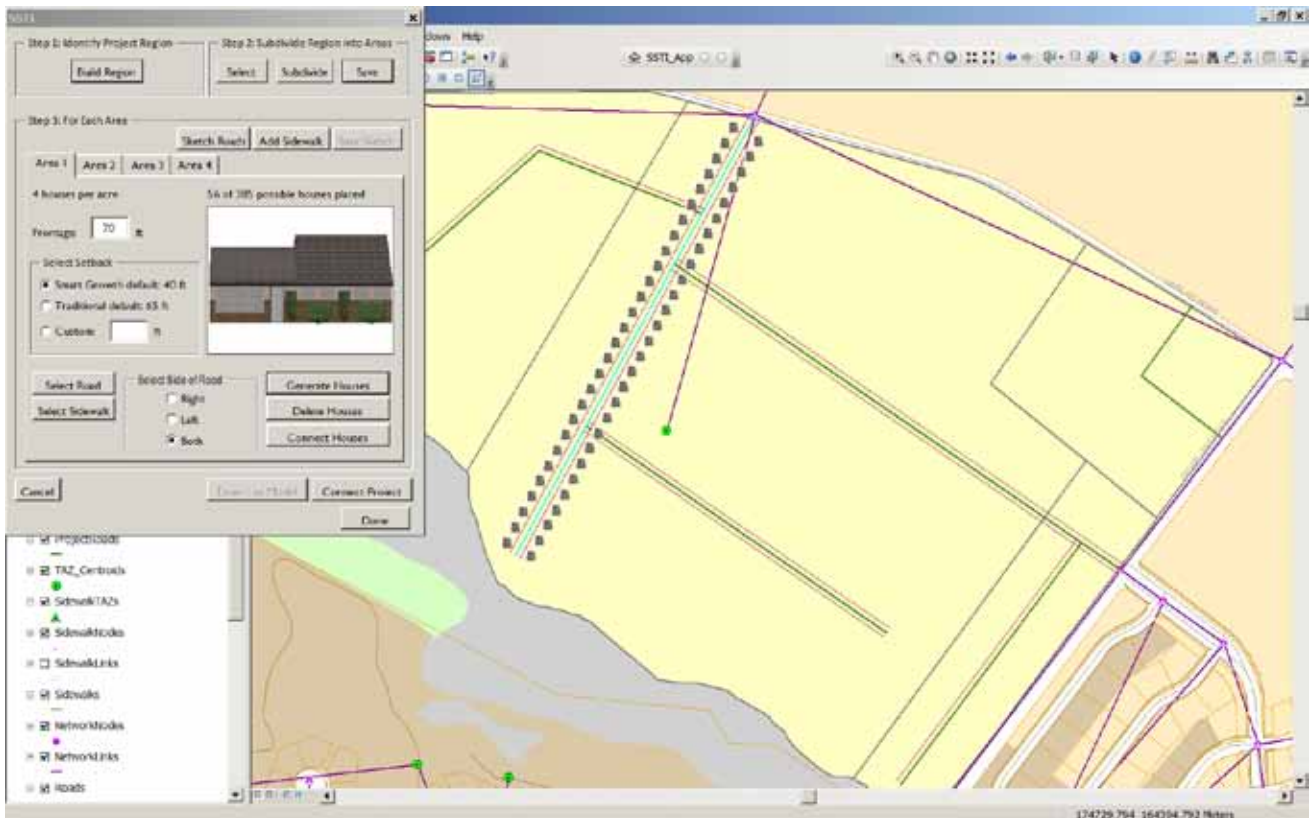 SSTI
Step 1: Identify Project Region
Step 2: Subdivide Region into Areas
Build Region
Select
Subdivide
Save
Step 3: For Each Area
Sketch Roads
Add Sidewalk
Area 1
Area 2
Area 3
Area 4
4 houses per acre
56 of 385 possible houses placed
Frontage
70
ft
Select Setback
Smart Growth default: 40 ft
Traditional default: 65 ft
Custom
ft
Select Road
Select Sidewalk
Select Side of Road
Right
Left
Both
Generate Houses
Delete Houses
Connect Houses
Cancel
Connect Project
Done
Help
SSTI_App
ProjectRoads
TAZ_Centroids
SidewalkTAZs
SidewalkNodes
SidewalkLinks
Sidewalks
NetworkNodes
NetworkLinks
Roads
174729.794 164394.792 Meters